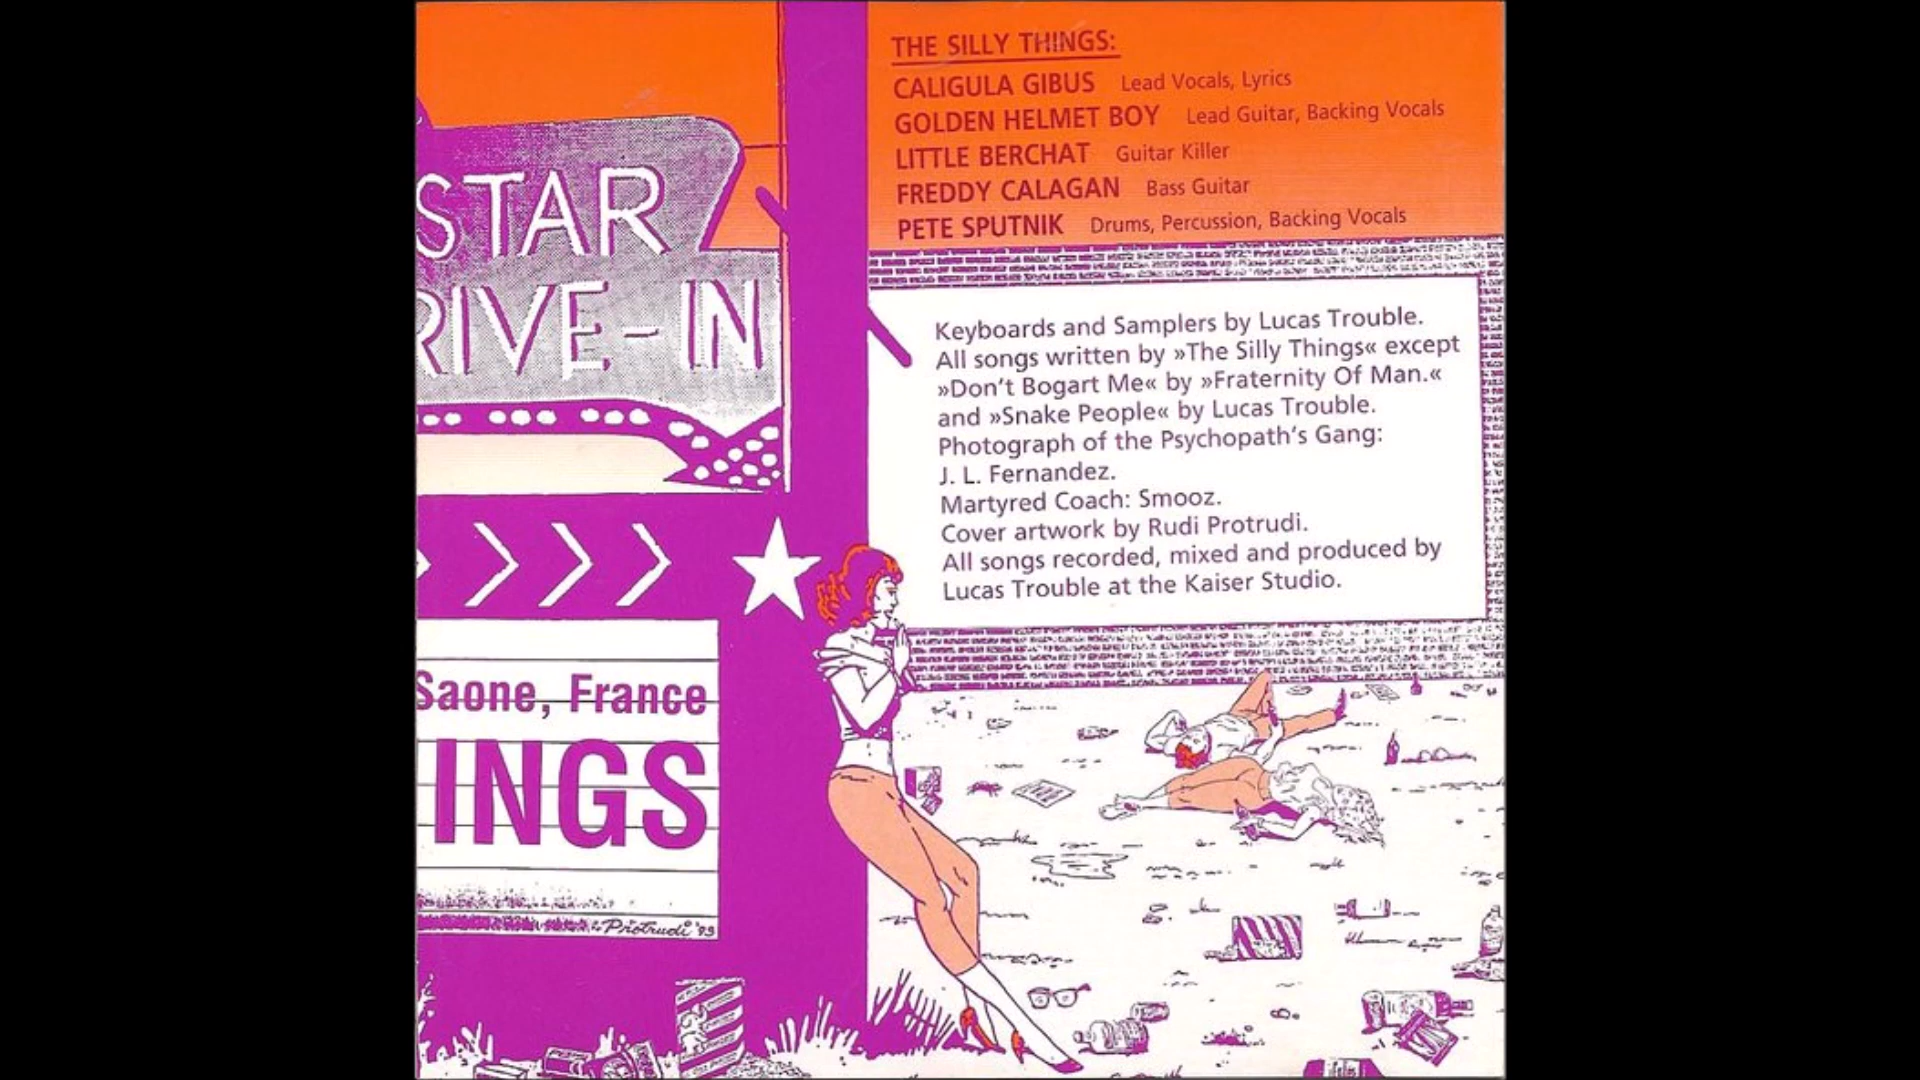 THE SILLY THINGS:
CALIGULA GIBUS Lead Vocals, Lyrics
GOLDEN HELMET BOY Lead Guitar, Backing Vocals
LITTLE BERCHAT Guitar Killer
FREDDY CALAGAN Bass Guitar
PETE SPUTNIK Drums, Percussion, Backing Vocals
STAR
RIVE-IN
Keyboards and Samplers by Lucas Trouble.
All songs written by »The Silly Things« except
»Don't Bogart Me« by »Fraternity Of Man.«
and »Snake People« by Lucas Trouble.
Photograph of the Psychopath's Gang:
J. L. Fernandez.
Martyred Coach: Smooz.
Cover artwork by Rudi Protrudi.
All songs recorded, mixed and produced by
Lucas Trouble at the Kaiser Studio.
Saone, France
INGS
Protrudi '93